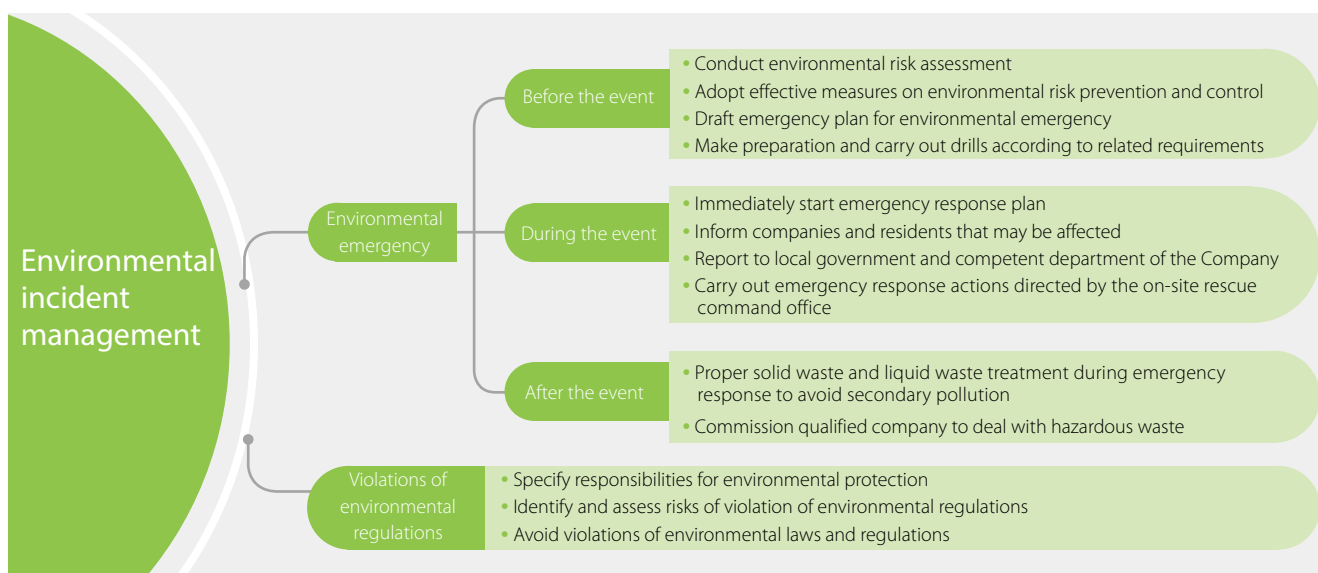 Environmental
incident
management
Environmental
emergency
Before the event
• Conduct environmental risk assessment
• Adopt effective measures on environmental risk prevention and control
• Draft emergency plan for environmental emergency
• Make preparation and carry out drills according to related requirements
During the event
• Immediately start emergency response plan
• Inform companies and residents that may be affected
• Report to local government and competent department of the Company
• Carry out emergency response actions directed by the on-site rescue
command office
After the event
• Proper solid waste and liquid waste treatment during emergency
response to avoid secondary pollution
• Commission qualified company to deal with hazardous waste
Violations of
environmental
regulations
• Specify responsibilities for environmental protection
• Identify and assess risks of violation of environmental regulations
• Avoid violations of environmental laws and regulations